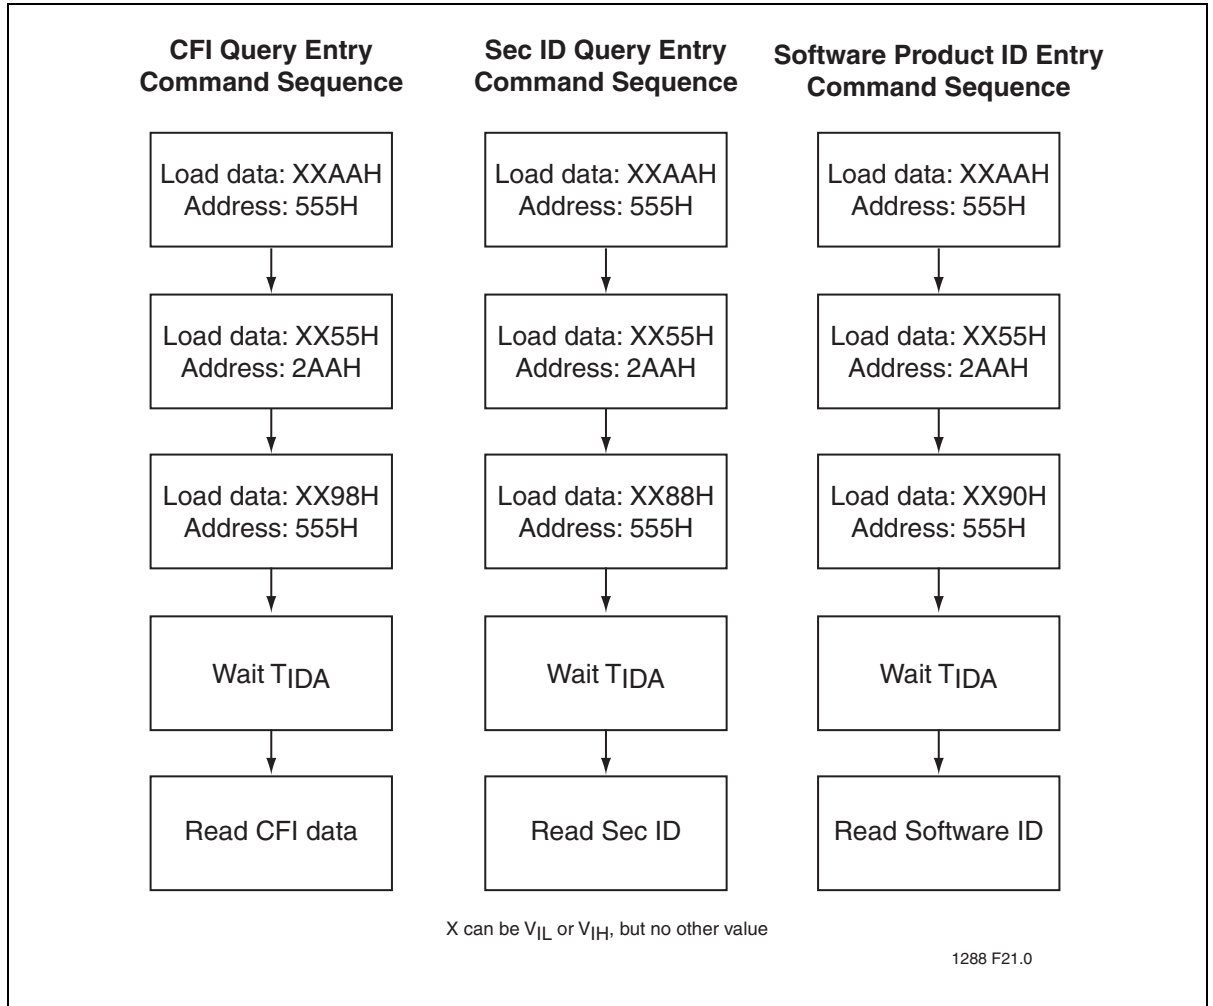 CFI Query Entry
Command Sequence
Load data: XXAAH
Address: 555H
Load data: XX55H
Address: 2AAH
Load data: XX98H
Address: 555H
Wait TIDA
Read CFI data
Sec ID Query Entry
Command Sequence
Load data: XXAAH
Address: 555H
Load data: XX55H
Address: 2AAH
Load data: XX88H
Address: 555H
Wait TIDA
Read Sec ID
Software Product ID Entry
Command Sequence
Load data: XXAAH
Address: 555H
Load data: XX55H
Address: 2AAH
Load data: XX90H
Address: 555H
Wait TIDA
Read Software ID
X can be VIL or VIH, but no other value
1288 F21.0